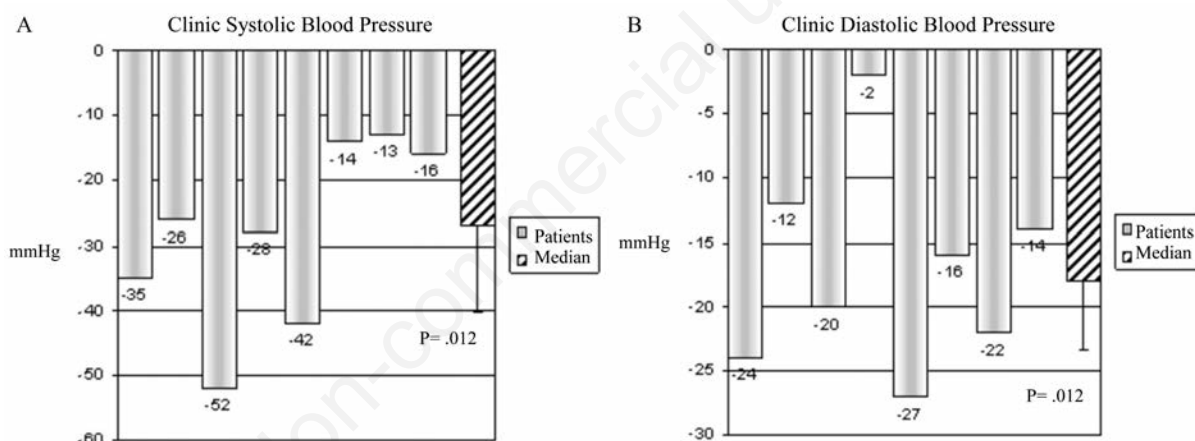 A
Clinic Systolic Blood Pressure
0
-10
-20
-30
-40
-50
-60
mmHg
-35
-26
-52
-28
-42
-14
-13
-16
P= .012
Patients
Median
B
Clinic Diastolic Blood Pressure
0
-5
-10
-15
-20
-25
-30
mmHg
-24
-12
-20
-2
-27
-16
-22
-14
P= .012
Patients
Median
on-commercial u